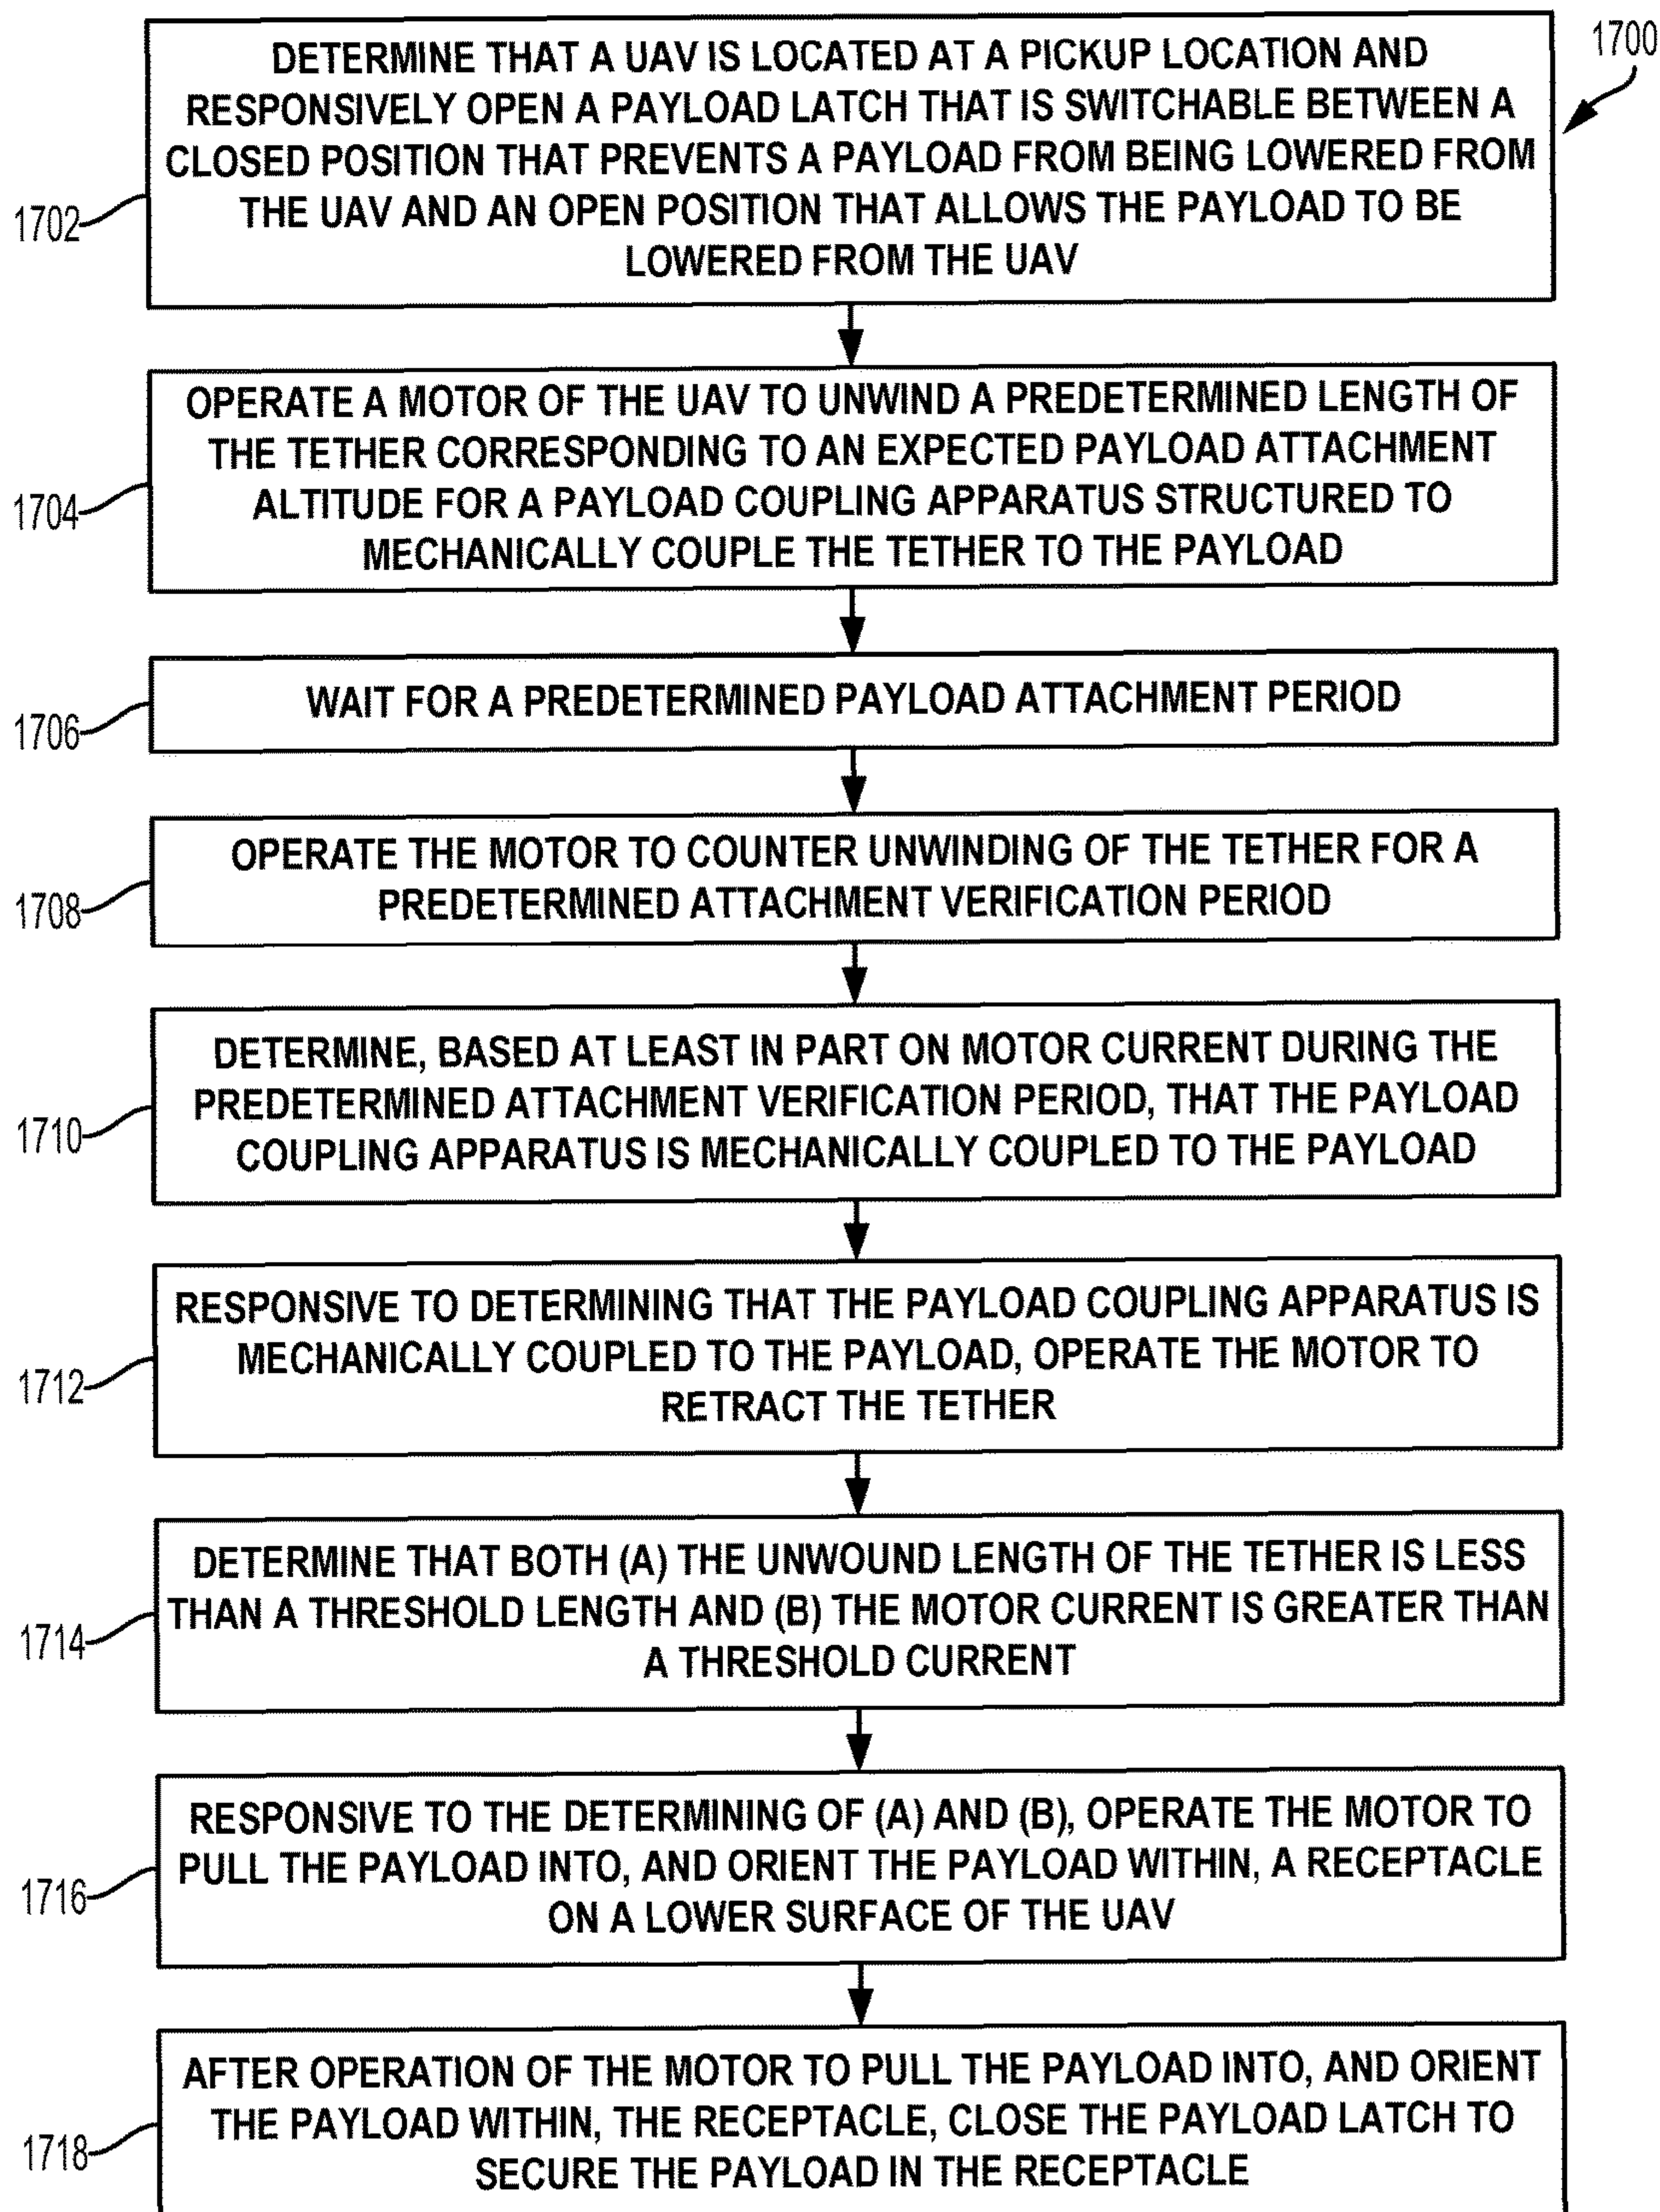 1700
DETERMINE THAT A UAV IS LOCATED AT A PICKUP LOCATION AND
RESPONSIVELY OPEN A PAYLOAD LATCH THAT IS SWITCHABLE BETWEEN A
CLOSED POSITION THAT PREVENTS A PAYLOAD FROM BEING LOWERED FROM
THE UAV AND AN OPEN POSITION THAT ALLOWS THE PAYLOAD TO BE
LOWERED FROM THE UAV
1702
OPERATE A MOTOR OF THE UAV TO UNWIND A PREDETERMINED LENGTH OF
THE TETHER CORRESPONDING TO AN EXPECTED PAYLOAD ATTACHMENT
ALTITUDE FOR A PAYLOAD COUPLING APPARATUS STRUCTURED TO
MECHANICALLY COUPLE THE TETHER TO THE PAYLOAD
1704
WAIT FOR A PREDETERMINED PAYLOAD ATTACHMENT PERIOD
1706
OPERATE THE MOTOR TO COUNTER UNWINDING OF THE TETHER FOR A
PREDETERMINED ATTACHMENT VERIFICATION PERIOD
1708
DETERMINE, BASED AT LEAST IN PART ON MOTOR CURRENT DURING THE
PREDETERMINED ATTACHMENT VERIFICATION PERIOD, THAT THE PAYLOAD
COUPLING APPARATUS IS MECHANICALLY COUPLED TO THE PAYLOAD
1710
RESPONSIVE TO DETERMINING THAT THE PAYLOAD COUPLING APPARATUS IS
MECHANICALLY COUPLED TO THE PAYLOAD, OPERATE THE MOTOR TO
RETRACT THE TETHER
1712
DETERMINE THAT BOTH (A) THE UNWOUND LENGTH OF THE TETHER IS LESS
THAN A THRESHOLD LENGTH AND (B) THE MOTOR CURRENT IS GREATER THAN
A THRESHOLD CURRENT
1714
RESPONSIVE TO THE DETERMINING OF (A) AND (B), OPERATE THE MOTOR TO
PULL THE PAYLOAD INTO, AND ORIENT THE PAYLOAD WITHIN, A RECEPTACLE
ON A LOWER SURFACE OF THE UAV
1716
AFTER OPERATION OF THE MOTOR TO PULL THE PAYLOAD INTO, AND ORIENT
THE PAYLOAD WITHIN, THE RECEPTACLE, CLOSE THE PAYLOAD LATCH TO
SECURE THE PAYLOAD IN THE RECEPTACLE
1718